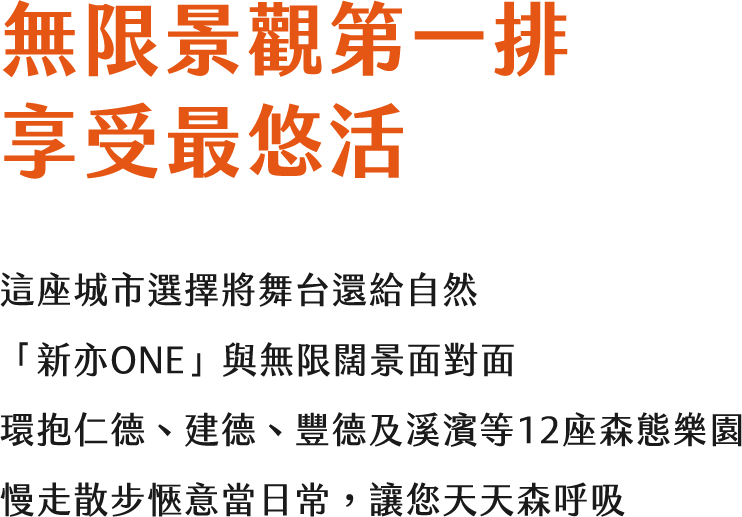 無限景觀第一排
享受最悠活
這座城市選擇將舞台還給自然
「新亦ONE」與無限闊景面對面
環抱仁德、建德、豐德及溪濱等12座森態樂園
慢走散步愜意當日常，讓您天天森呼吸